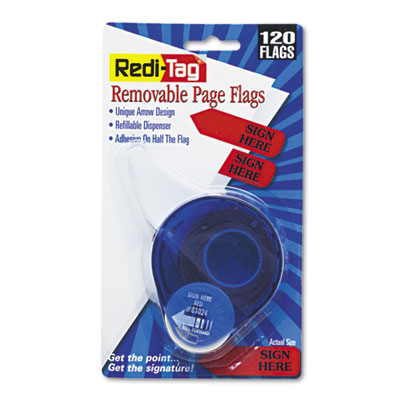 120
FLAGS
Redi-Tag
Removable Page Flags
• Unique Arrow Design
• Refillable Dispenser
• Adhesive On Half The Flag
SIGN
HERE
SIGN
HERE
SIGN HERE
RED
#81024
Actual Size
Get the point...
Get the signature!
SIGN
HERE